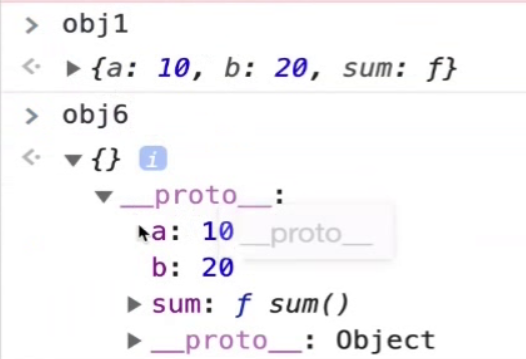 > obj1
<· ▶ {a: 10, b: 20, sum: f}
> obj6
<· ▼ {} i
▼ __proto__:
a: 10 __proto__
b: 20
▶ sum: f sum()
▶ __proto__: Object